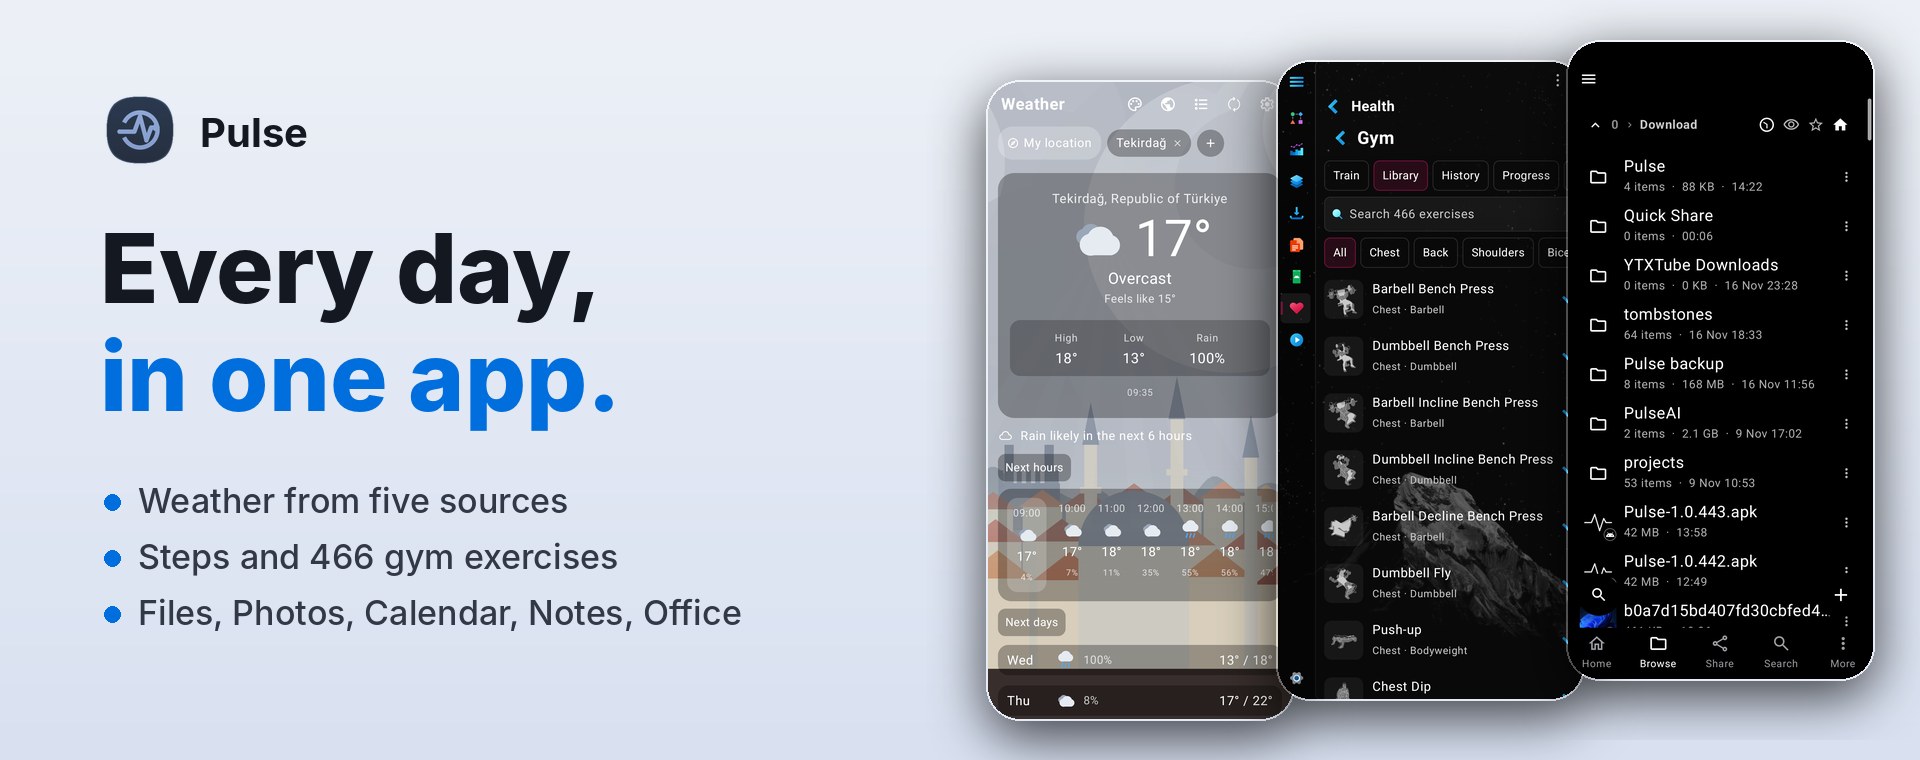 Pulse
Every day,
in one app.
Weather from five sources
Steps and 466 gym exercises
Files, Photos, Calendar, Notes, Office
Weather
My location
Tekirdağ ×
+
Tekirdağ, Republic of Türkiye
17°
Overcast
Feels like 15°
High Low Rain
18° 13° 100%
09:35
Rain likely in the next 6 hours
Next hours
09:00 10:00 11:00 12:00 13:00 14:00
17° 17° 18° 18° 18° 18° 18
4% 7% 11% 35% 55% 56% 47
Next days
Wed 100% 13° / 18°
Thu 8% 17° / 22°
Health
Gym
Train Library History Progress
Search 466 exercises
All Chest Back Shoulders
Barbell Bench Press
Chest · Barbell
Dumbbell Bench Press
Chest · Dumbbell
Barbell Incline Bench Press
Chest · Barbell
Dumbbell Incline Bench Press
Chest · Dumbbell
Barbell Decline Bench Press
Chest · Barbell
Dumbbell Fly
Chest · Dumbbell
Push-up
Chest · Bodyweight
Chest Dip
0 › Download
Pulse
4 items · 88 KB · 14:22
Quick Share
0 items · 00:06
YTXTube Downloads
0 items · 0 KB · 16 Nov 23:28
tombstones
64 items · 16 Nov 18:33
Pulse backup
8 items · 168 MB · 16 Nov 11:56
PulseAI
2 items · 2.1 GB · 9 Nov 17:02
projects
53 items · 9 Nov 10:53
Pulse-1.0.443.apk
42 MB · 13:58
Pulse-1.0.442.apk
42 MB · 12:49
b0a7d15bd407fd30cbfed4…
Home Browse Share Search More